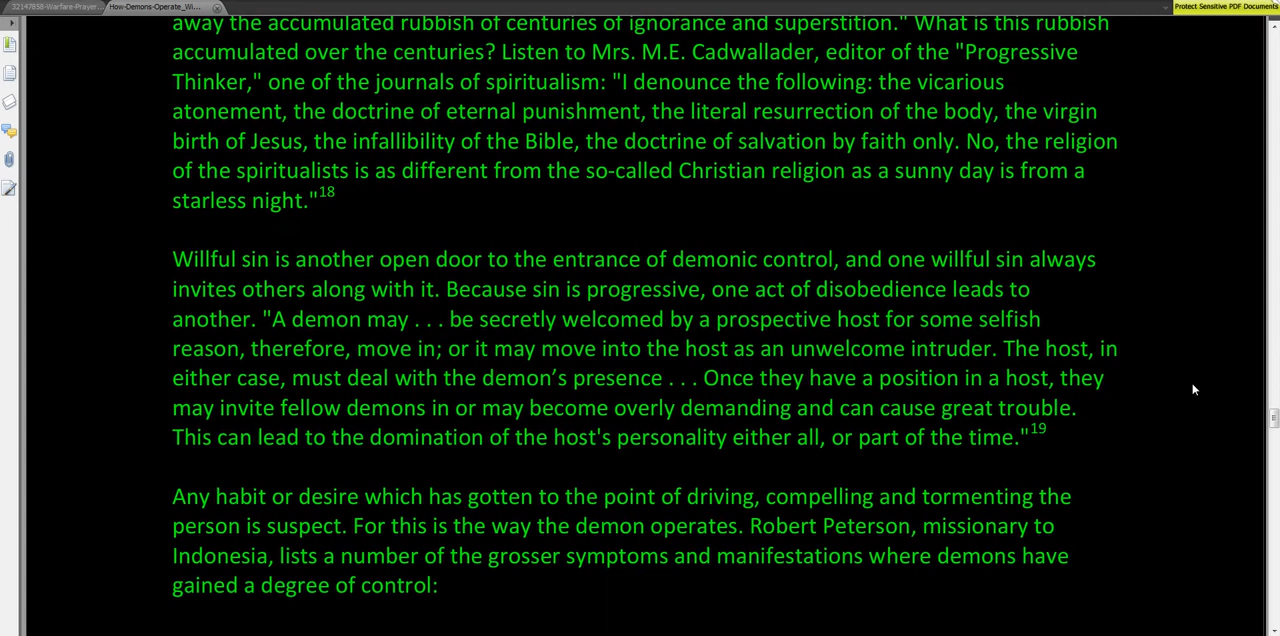 32147858-Warfare-Prayer...
How-Demons-Operate_Wi...
Protect Sensitive PDF Documents
away the accumulated rubbish of centuries of ignorance and superstition." What is this rubbish
accumulated over the centuries? Listen to Mrs. M.E. Cadwallader, editor of the "Progressive
Thinker," one of the journals of spiritualism: "I denounce the following: the vicarious
atonement, the doctrine of eternal punishment, the literal resurrection of the body, the virgin
birth of Jesus, the infallibility of the Bible, the doctrine of salvation by faith only. No, the religion
of the spiritualists is as different from the so-called Christian religion as a sunny day is from a
starless night."18
Willful sin is another open door to the entrance of demonic control, and one willful sin always
invites others along with it. Because sin is progressive, one act of disobedience leads to
another. "A demon may . . . be secretly welcomed by a prospective host for some selfish
reason, therefore, move in; or it may move into the host as an unwelcome intruder. The host, in
either case, must deal with the demon’s presence . . . Once they have a position in a host, they
may invite fellow demons in or may become overly demanding and can cause great trouble.
This can lead to the domination of the host's personality either all, or part of the time."19
Any habit or desire which has gotten to the point of driving, compelling and tormenting the
person is suspect. For this is the way the demon operates. Robert Peterson, missionary to
Indonesia, lists a number of the grosser symptoms and manifestations where demons have
gained a degree of control: